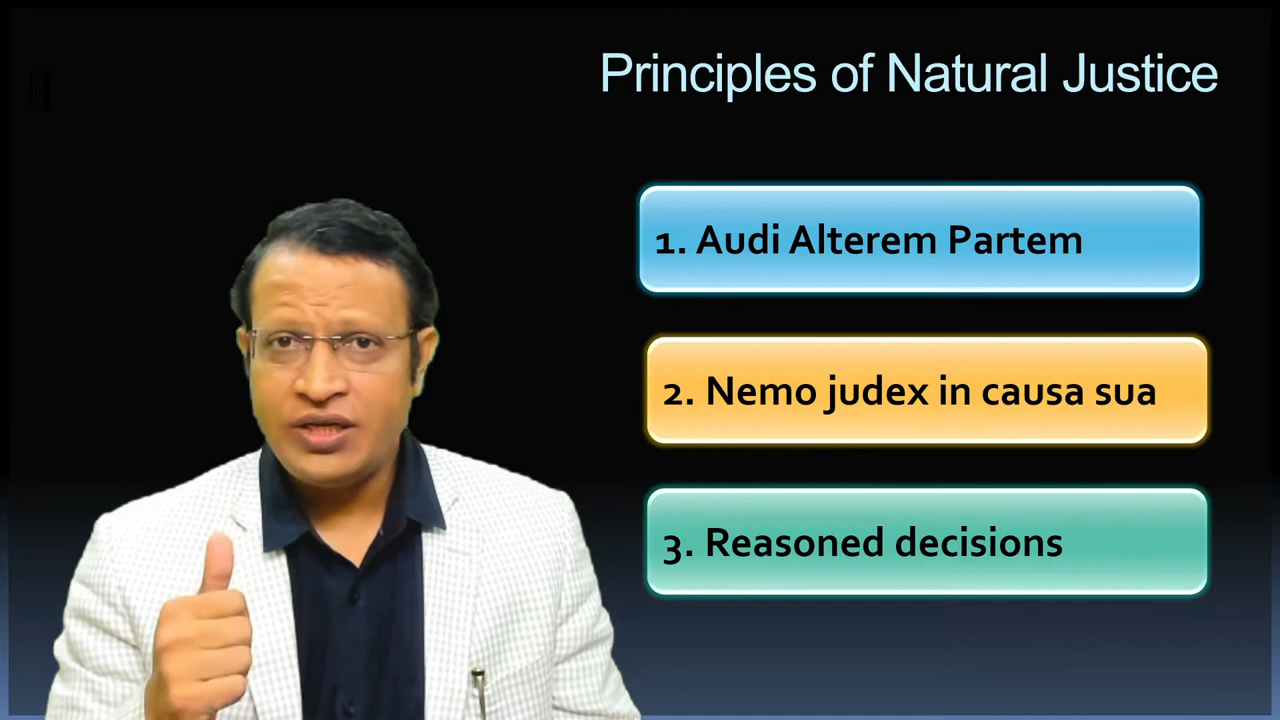 Principles of Natural Justice
1. Audi Alterem Partem
2. Nemo judex in causa sua
3. Reasoned decisions